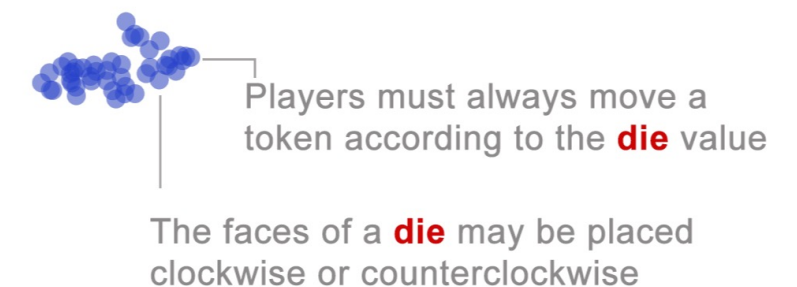 Players must always move a
token according to the die value
The faces of a die may be placed
clockwise or counterclockwise